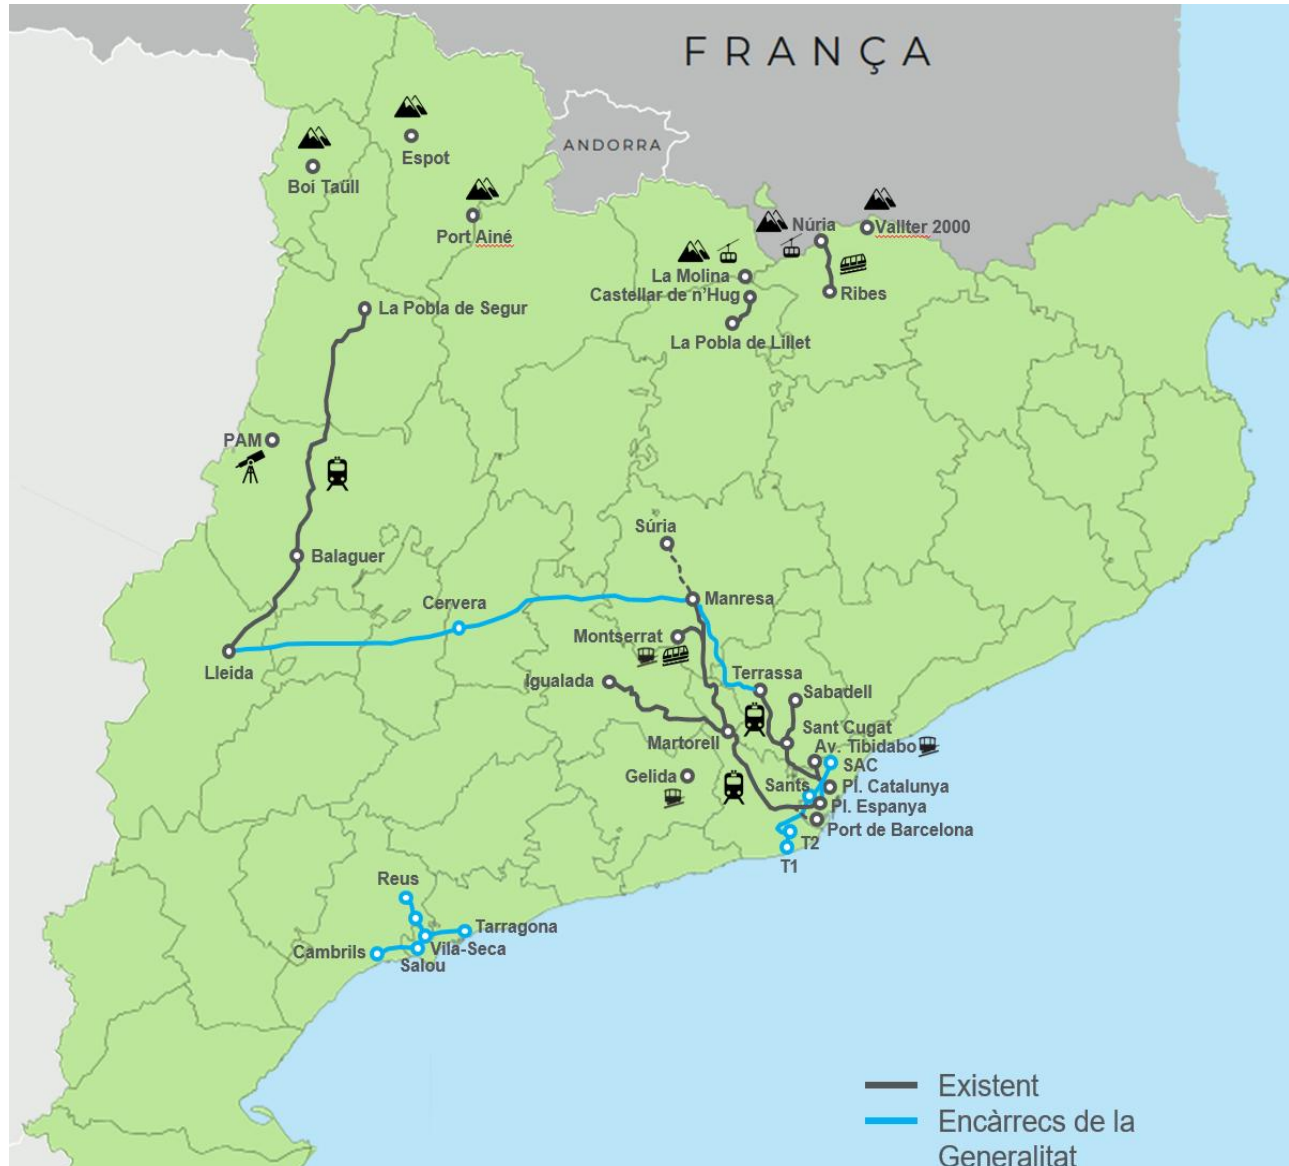 FRANÇA
ANDORRA
Espot
Boí Taüll
Port Ainé
Núria
Vallter 2000
La Molina
Castellar de n'Hug
Ribes
La Pobla de Segur
La Pobla de Lillet
PAM
Súria
Balaguer
Cervera
Manresa
Montserrat
Lleida
Terrassa
Igualada
Sabadell
Sant Cugat
Martorell
Av. Tibidabo
SAC
Gelida
Sants
Pl. Catalunya
Pl. Espanya
Port de Barcelona
T2
T1
Reus
Tarragona
Cambrils
Vila-Seca
Salou
Existent
Encàrrecs de la
Generalitat